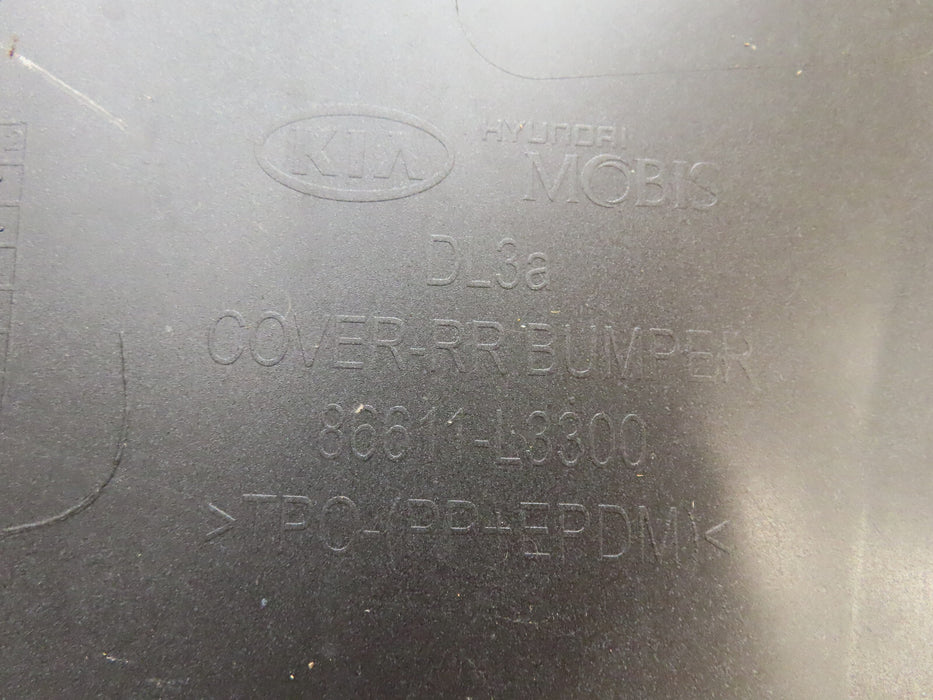 KIA
HYUNDAI
MOBIS
DL3a
COVER-RR BUMPER
86611-L3300
>TPO-(PP+EPDM)<